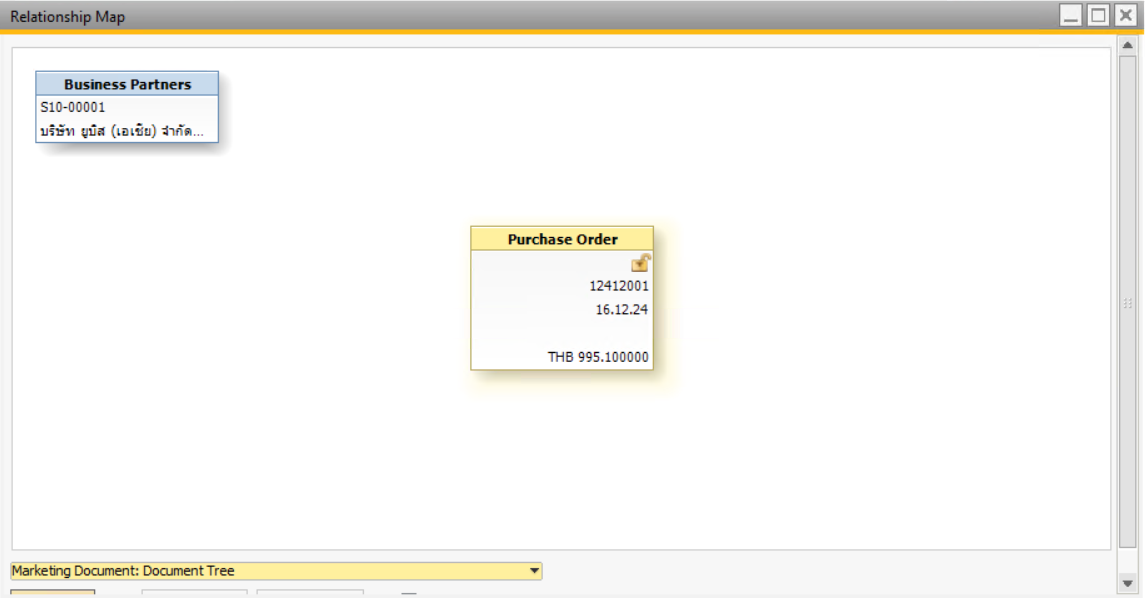 Relationship Map
Business Partners
S10-00001
บริษัท ยูบิส (เอเชีย) จำกัด...
Purchase Order
12412001
16.12.24
THB 995.100000
Marketing Document: Document Tree